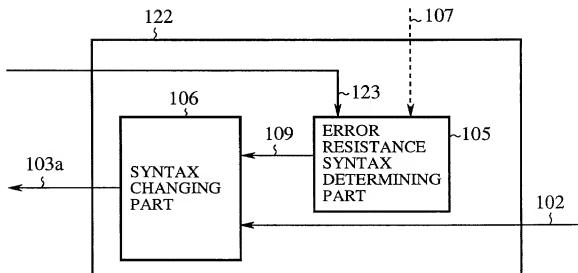 122
107
123
106
109
ERROR
RESISTANCE
SYNTAX
DETERMINING
PART
105
103a
SYNTAX
CHANGING
PART
102